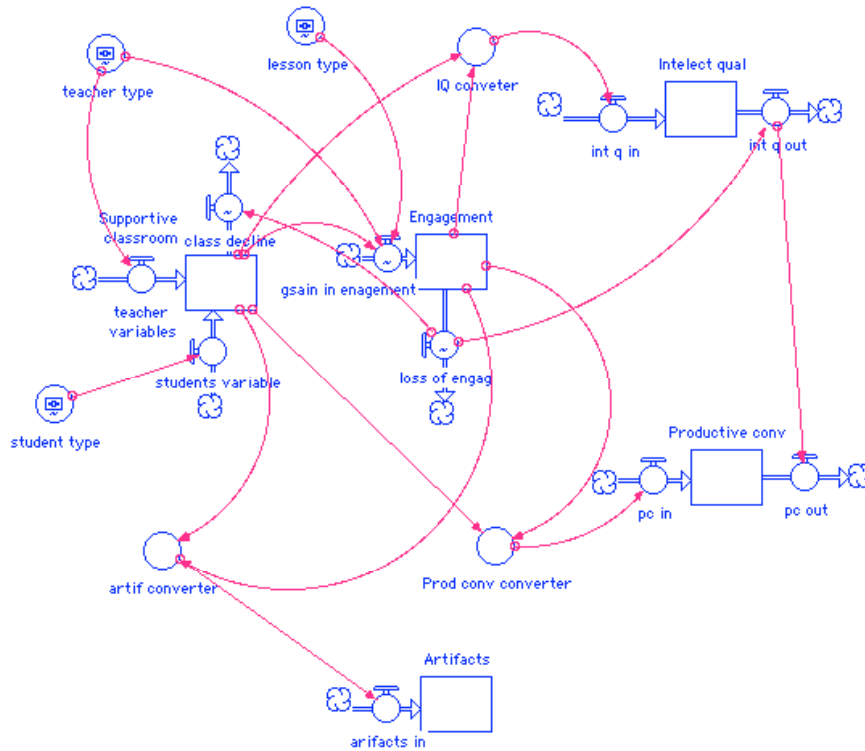 lesson type
teacher type
IQ conveter
Intelect qual
int q in
int q out
Supportive
classroom
class decline
Engagement
gsain in enagement
teacher
variables
loss of engag
students variable
student type
Productive conv
pc in
pc out
artif converter
Prod conv converter
Artifacts
arifacts in